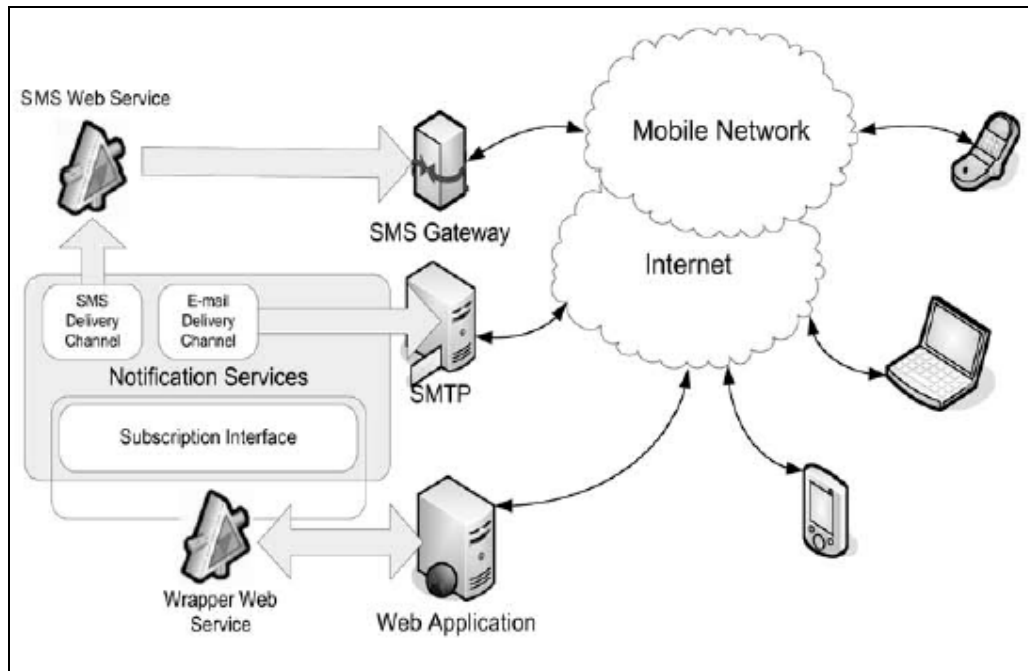 SMS Web Service
Mobile Network
SMS Gateway
Internet
SMS
Delivery
Channel
E-mail
Delivery
Channel
Notification Services
SMTP
Subscription Interface
Wrapper Web
Service
Web Application